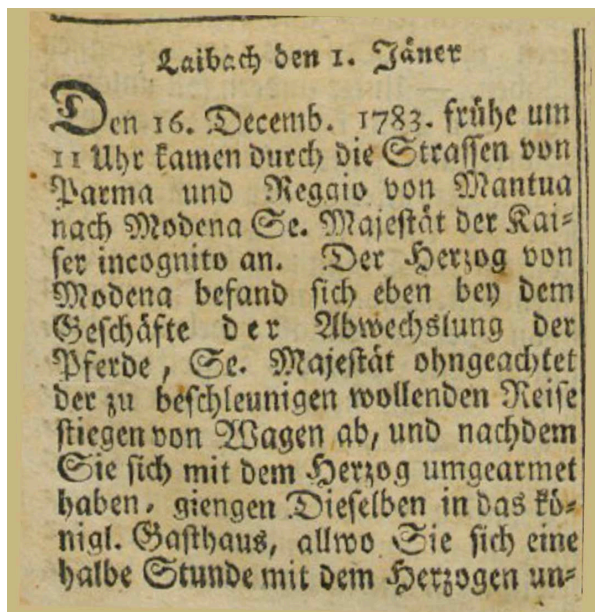 Laibach den 1. Jäner
Den 16. Decemb. 1783. frühe um
11 Uhr kamen durch die Strassen von
Parma und Reggio von Mantua
nach Modena Se. Majestät der Kai-
ser incognito an. Der Herzog von
Modena befand sich eben bey dem
Geschäfte der Abwechslung der
Pferde, Se. Majestät ohngeachtet
der zu beschleunigen wollenden Reise
stiegen von Wagen ab, und nachdem
Sie sich mit dem Herzog umgearmet
haben, giengen Dieselben in das kö-
nigl. Gasthaus, allwo Sie sich eine
halbe Stunde mit dem Herzogen un-